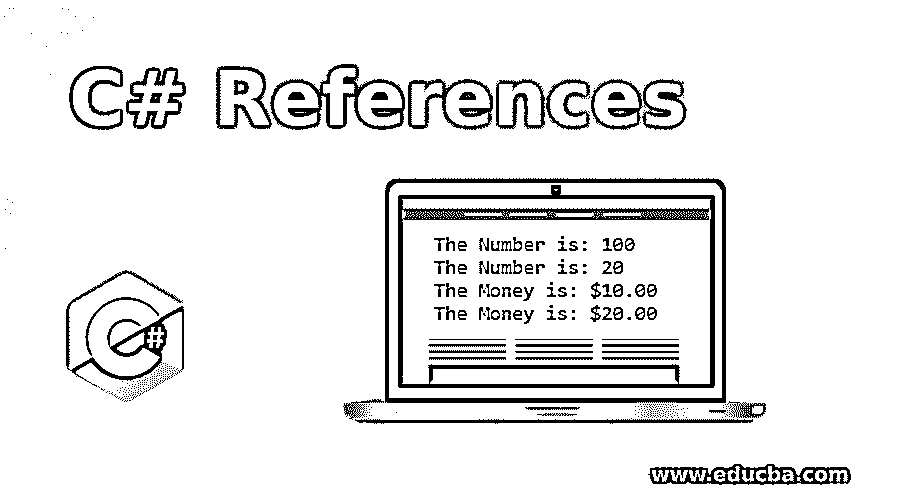 C# References
The Number is: 100
The Number is: 20
The Money is: $10.00
The Money is: $20.00
C#
www.educba.com